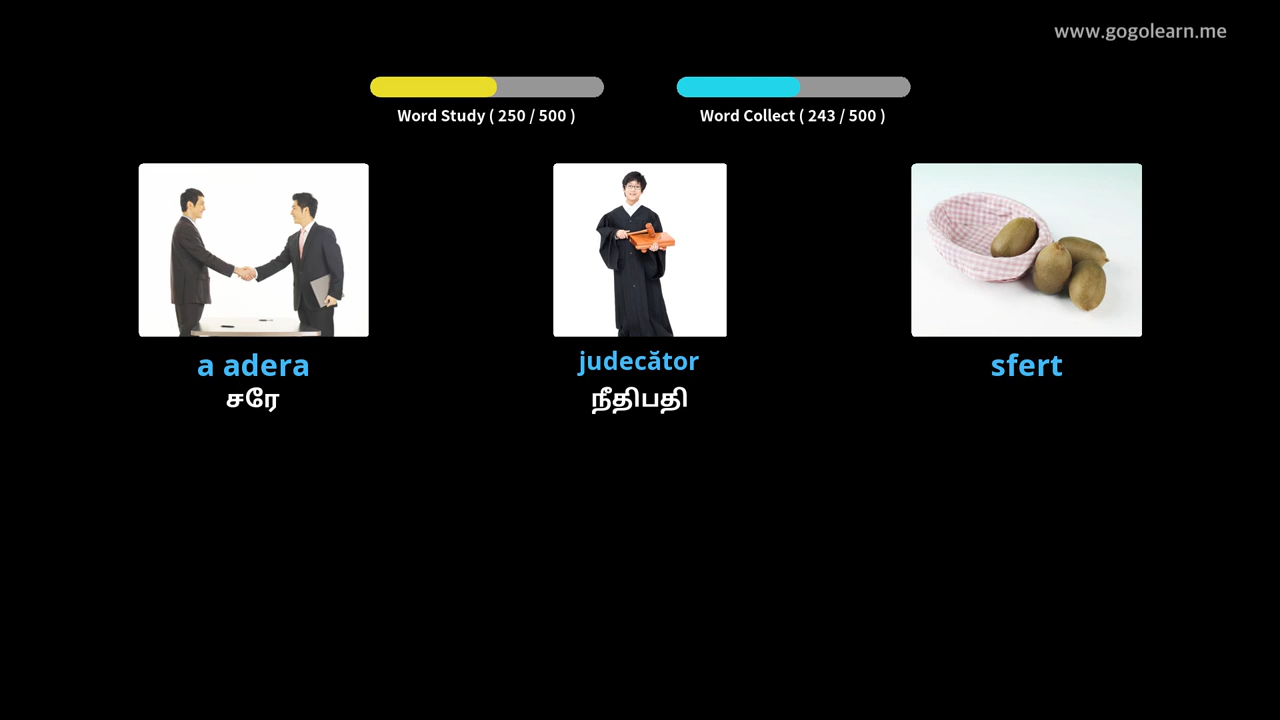 www.gogolearn.me
Word Study ( 250 / 500 )
Word Collect ( 243 / 500 )
a adera
சரே
judecător
நீதிபதி
sfert